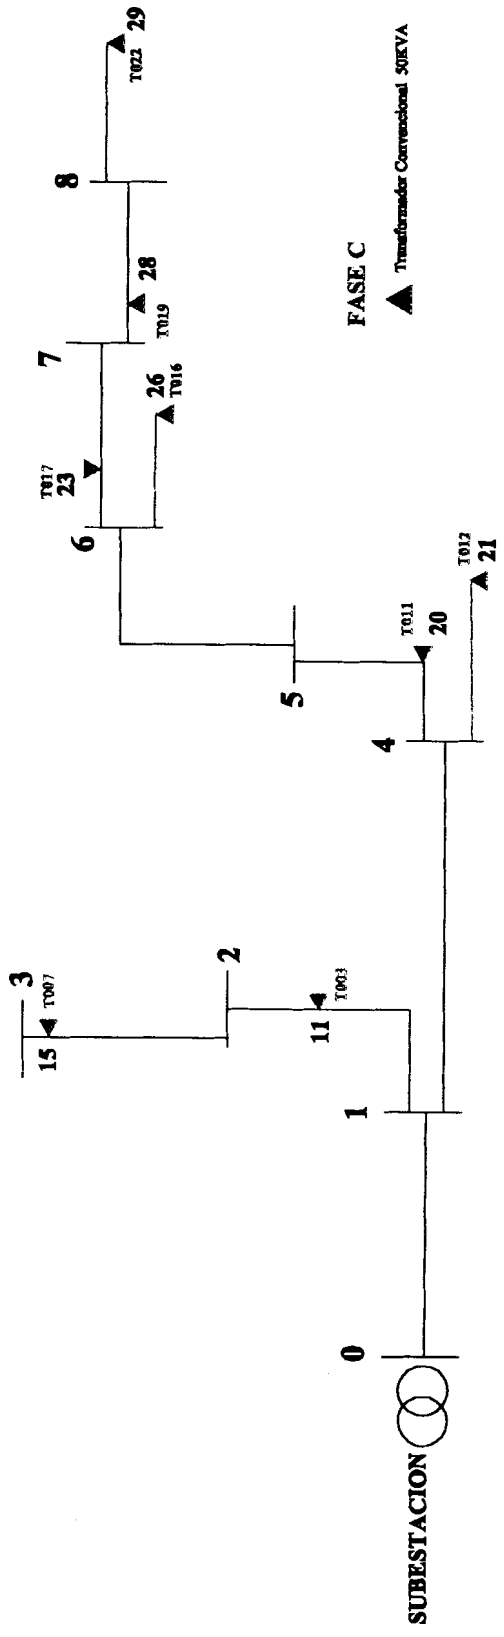 29
T022
8
28
T019
7
26
T016
T017
23
6
FASE C
Transformador Convencional 50KVA
T012
21
T011
20
5
4
3
T007
15
2
T003
11
1
0
SUBESTACION